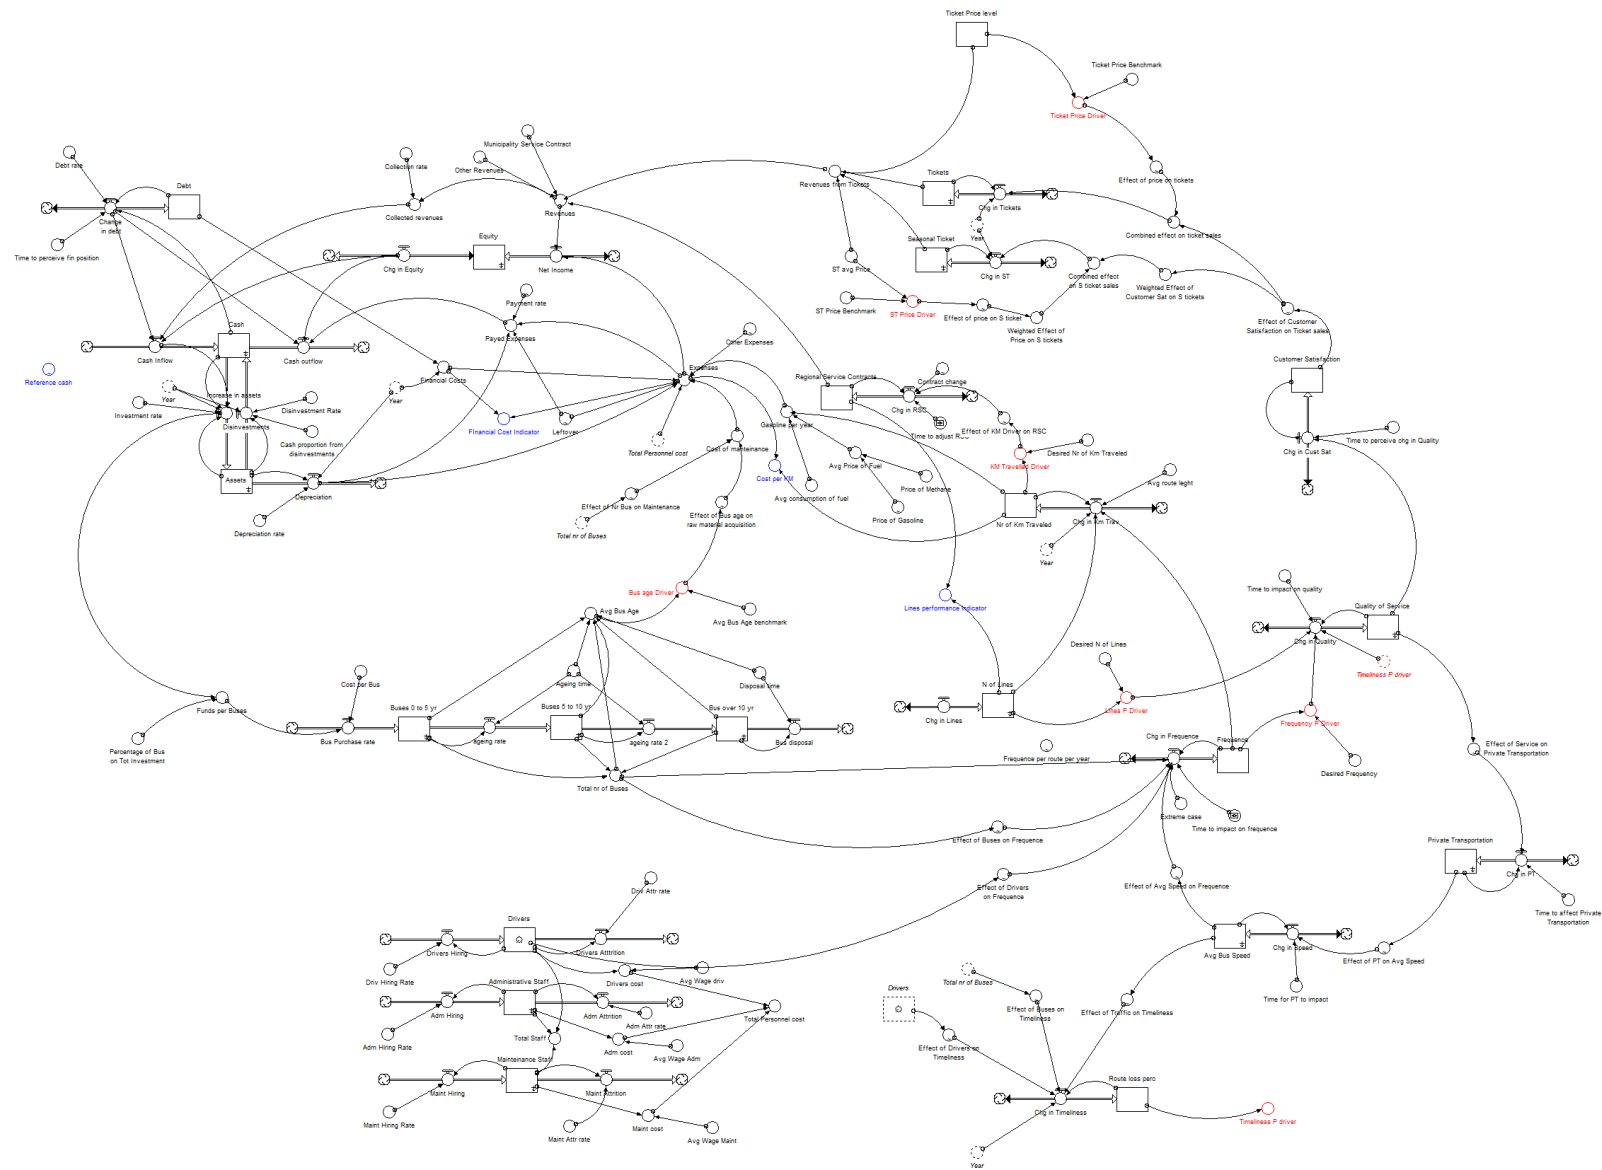 Ticket Price level
Ticket Price Benchmark
Ticket Price Driver
Municipality Service Contract
Other Revenues
Collection rate
Debt rate
Debt
Revenues from Tickets
Tickets
Effect of price on tickets
Change
in debt
Collected revenues
Revenues
Chg in Tickets
Year
Combined effect on ticket sales
Time to perceive fin position
Equity
Chg in Equity
Net Income
Seasonal Ticket
ST avg Price
Chg in ST
Combined effect
on S ticket sales
Weighted Effect of
Customer Sat on S tickets
Payment rate
ST Price Benchmark
ST Price Driver
Effect of price on S ticket
Weighted Effect of
Price on S tickets
Effect of Customer
Satisfaction on Ticket sales
Cash
Cash Inflow
Cash outflow
Payed Expenses
Other Expenses
Customer Satisfaction
Reference cash
Year
Increase in assets
Financial Costs
Year
Expenses
Regional Service Contracts
Contract change
Chg in RSC
Investment rate
Disinvestment Rate
Disinvestments
Financial Cost Indicator
Leftover
Gasoline per year
Time to adjust RSC
Effect of KM Driver on RSC
Cash proportion from
disinvestments
Total Personnel cost
Cost of manteinance
Avg Price of Fuel
KM Travelled Driver
Desired Nr of Km Traveled
Time to perceive chg in Quality
Chg in Cust Sat
Assets
Depreciation
Cost per KM
Avg consumption of fuel
Price of Methane
Avg route leght
Depreciation rate
Effect of Nr Bus on Maintenance
Effect of Bus age on
raw material acquisition
Price of Gasoline
Nr of Km Traveled
Chg in Km Trav
Total nr of Buses
Year
Bus age Driver
Avg Bus Age
Avg Bus Age benchmark
Lines performance indicator
Time to impact on quality
Quality of Service
Chg in Quality
Desired N of Lines
Timeliness P driver
Cost per Bus
Ageing time
Disposal time
N of Lines
Lines P Driver
Funds per Buses
Buses 0 to 5 yr
Buses 5 to 10 yr
Bus over 10 yr
Chg in Lines
Frequency P Driver
Bus Purchase rate
ageing rate
ageing rate 2
Bus disposal
Percentage of Bus
on Tot Investment
Chg in Frequence
Frequence
Frequence per route per year
Desired Frequency
Effect of Service on
Private Transportation
Total nr of Buses
Extreme case
Time to impact on frequence
Effect of Buses on Frequence
Private Transportation
Chg in PT
Effect of Drivers
on Frequence
Effect of Avg Speed on Frequence
Driv Attr rate
Time to affect Private
Transportation
Drivers
Drivers Hiring
Drivers Attrition
Avg Bus Speed
Chg in Speed
Effect of PT on Avg Speed
Driv Hiring Rate
Administrative Staff
Drivers cost
Avg Wage driv
Total nr of Buses
Time for PT to impact
Drivers
Adm Hiring
Adm Attrition
Adm Attr rate
Total Personnel cost
Effect of Buses on
Timeliness
Effect of Traffic on Timeliness
Adm Hiring Rate
Total Staff
Adm cost
Avg Wage Adm
Effect of Drivers on
Timeliness
Mainteinance Staff
Maint Hiring
Maint Attrition
Route loss perc
Chg in Timeliness
Maint Hiring Rate
Maint Attr rate
Maint cost
Avg Wage Maint
Timeliness P driver
Year